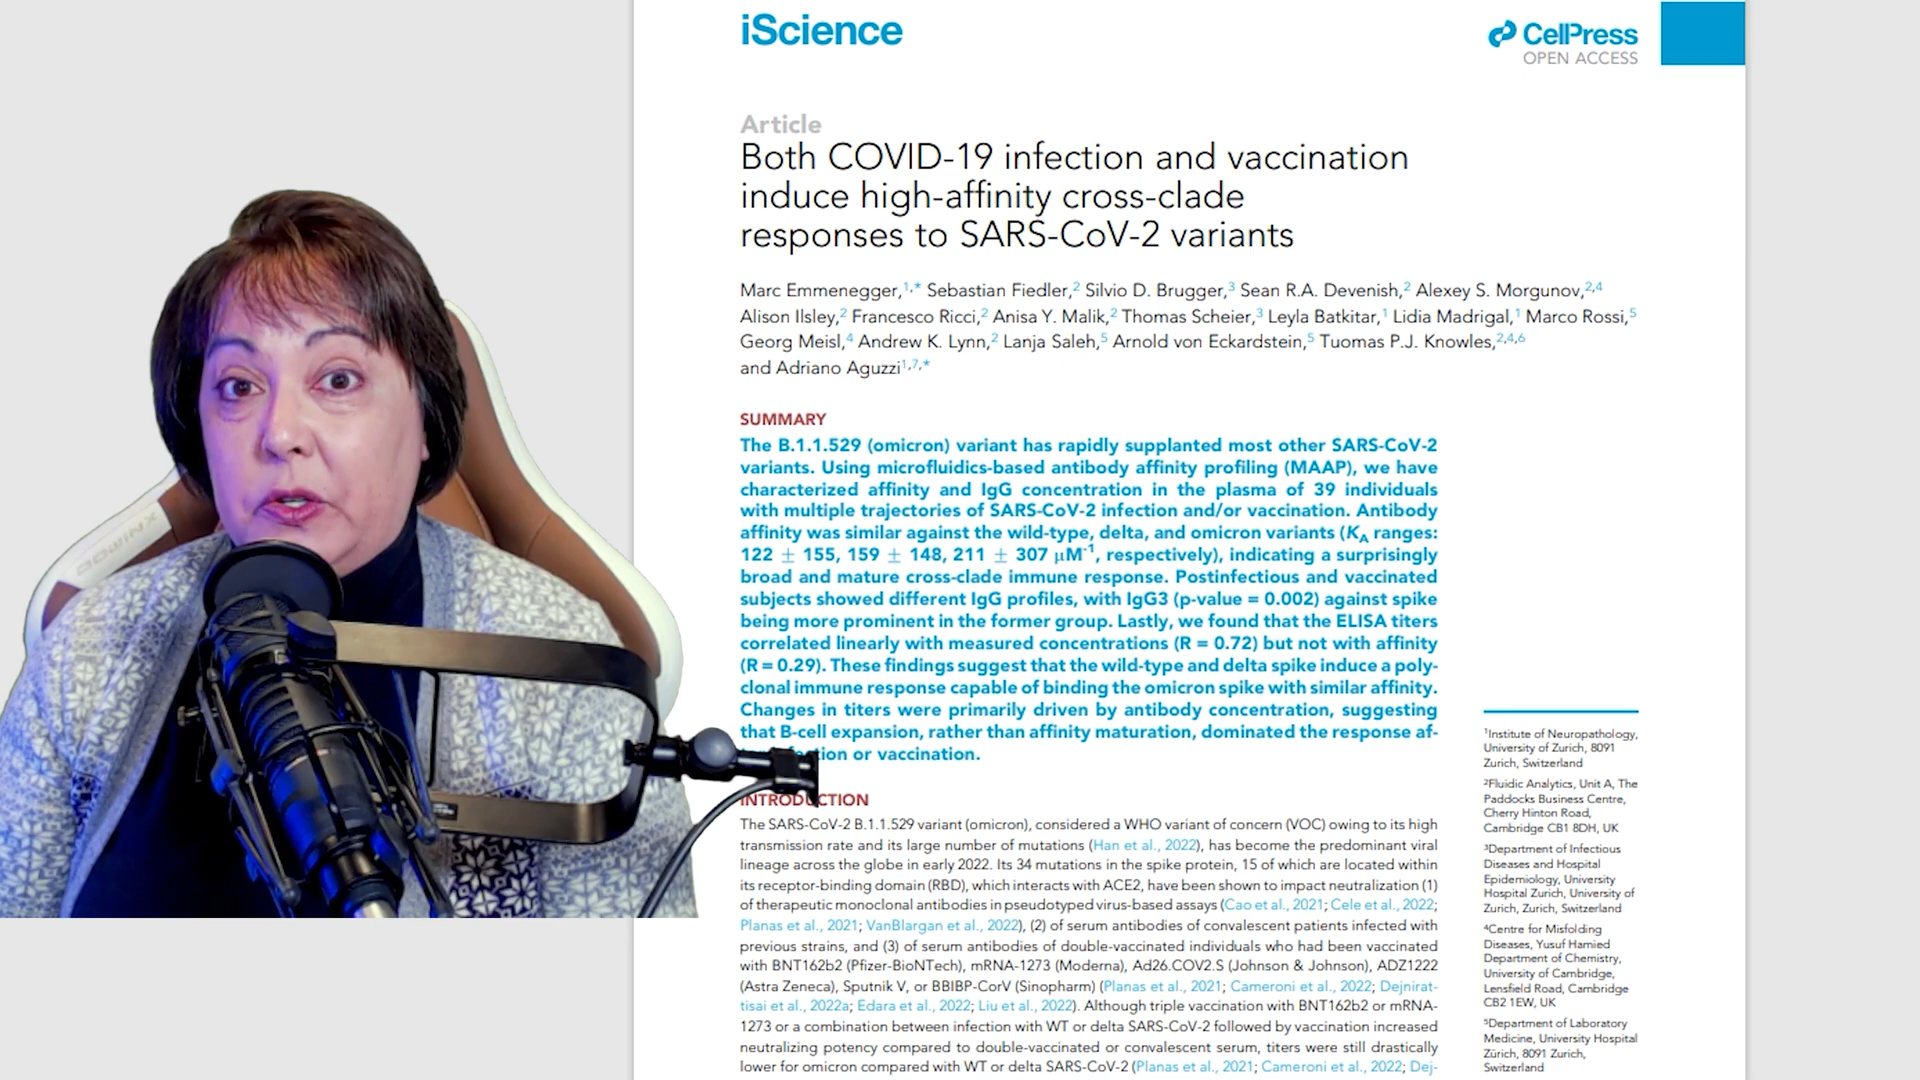 iScience
CellPress
OPEN ACCESS
Article
Both COVID-19 infection and vaccination
induce high-affinity cross-clade
responses to SARS-CoV-2 variants
Marc Emmenegger,1,* Sebastian Fiedler,2 Silvio D. Brugger,3 Sean R.A. Devenish,2 Alexey S. Morgunov,2,4
Alison Ilsley,2 Francesco Ricci,2 Anisa Y. Malik,2 Thomas Scheier,3 Leyla Batkitar,1 Lidia Madrigal,1 Marco Rossi,5
Georg Meisl,4 Andrew K. Lynn,2 Lanja Saleh,5 Arnold von Eckardstein,5 Tuomas P.J. Knowles,2,4,6
and Adriano Aguzzi1,7,*
SUMMARY
The B.1.1.529 (omicron) variant has rapidly supplanted most other SARS-CoV-2
variants. Using microfluidics-based antibody affinity profiling (MAAP), we have
characterized affinity and IgG concentration in the plasma of 39 individuals
with multiple trajectories of SARS-CoV-2 infection and/or vaccination. Antibody
affinity was similar against the wild-type, delta, and omicron variants (KA ranges:
122 ± 155, 159 ± 148, 211 ± 307 μM-1, respectively), indicating a surprisingly
broad and mature cross-clade immune response. Postinfectious and vaccinated
subjects showed different IgG profiles, with IgG3 (p-value = 0.002) against spike
being more prominent in the former group. Lastly, we found that the ELISA titers
correlated linearly with measured concentrations (R = 0.72) but not with affinity
(R = 0.29). These findings suggest that the wild-type and delta spike induce a poly-
clonal immune response capable of binding the omicron spike with similar affinity.
Changes in titers were primarily driven by antibody concentration, suggesting
that B-cell expansion, rather than affinity maturation, dominated the response af-
or vaccination.
INTRODUCTION
The SARS-CoV-2 B.1.1.529 variant (omicron), considered a WHO variant of concern (VOC) owing to its high
transmission rate and its large number of mutations (Han et al., 2022), has become the predominant viral
lineage across the globe in early 2022. Its 34 mutations in the spike protein, 15 of which are located within
its receptor-binding domain (RBD), which interacts with ACE2, have been shown to impact neutralization (1)
of therapeutic monoclonal antibodies in pseudotyped virus-based assays (Cao et al., 2021; Cele et al., 2022;
Planas et al., 2021; VanBlargan et al., 2022), (2) of serum antibodies of convalescent patients infected with
previous strains, and (3) of serum antibodies of double-vaccinated individuals who had been vaccinated
with BNT162b2 (Pfizer-BioNTech), mRNA-1273 (Moderna), Ad26.COV2.S (Johnson & Johnson), ADZ1222
(Astra Zeneca), Sputnik V, or BBIBP-CorV (Sinopharm) (Planas et al., 2021; Cameroni et al., 2022; Dejnirat-
tisai et al., 2022a; Edara et al., 2022; Liu et al., 2022). Although triple vaccination with BNT162b2 or mRNA-
1273 or a combination between infection with WT or delta SARS-CoV-2 followed by vaccination increased
neutralizing potency compared to double-vaccinated or convalescent serum, titers were still drastically
lower for omicron compared with WT or delta SARS-CoV-2 (Planas et al., 2021; Cameroni et al., 2022; Dej-
1Institute of Neuropathology,
University of Zurich, 8091
Zurich, Switzerland
2Fluidic Analytics, Unit A, The
Paddocks Business Centre,
Cherry Hinton Road,
Cambridge CB1 8DH, UK
3Department of Infectious
Diseases and Hospital
Epidemiology, University
Hospital Zurich, University of
Zurich, Zurich, Switzerland
4Centre for Misfolding
Diseases, Yusuf Hamied
Department of Chemistry,
University of Cambridge,
Lensfield Road, Cambridge
CB2 1EW, UK
5Department of Laboratory
Medicine, University Hospital
Zürich, 8091 Zurich,
Switzerland